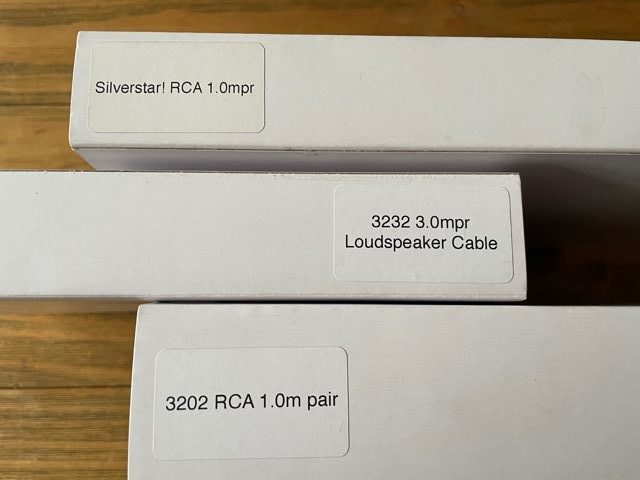 Silverstar! RCA 1.0mpr
3232 3.0mpr
Loudspeaker Cable
3202 RCA 1.0m pair